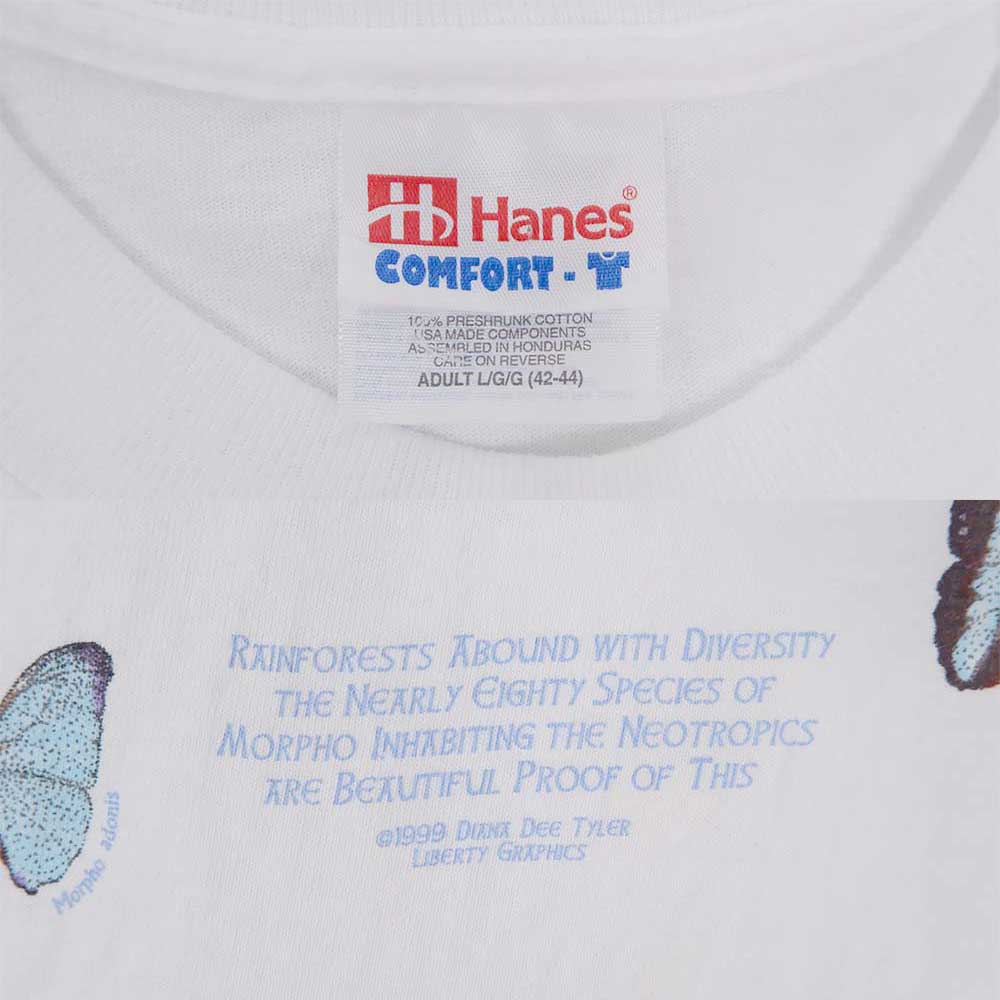 Hanes®
COMFORT -
100% PRESHRUNK COTTON
USA MADE COMPONENTS
ASSEMBLED IN HONDURAS
CARE ON REVERSE
ADULT L/G/G (42-44)
RAINFORESTS ABOUND WITH DIVERSITY
THE NEARLY EIGHTY SPECIES OF
MORPHO INHABITING THE NEOTROPICS
ARE BEAUTIFUL PROOF OF THIS
©1999 DIANA DEE TYLER
LIBERTY GRAPHICS
Morpho adonis